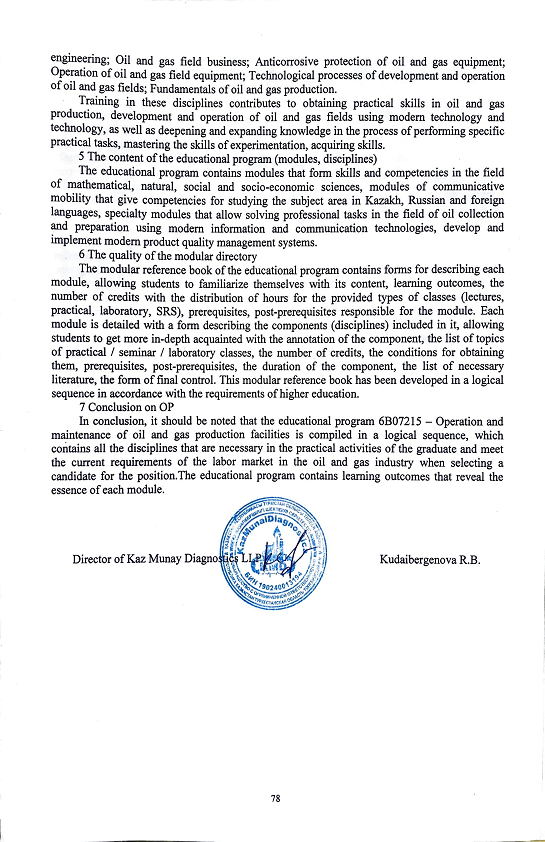 engineering; Oil and gas field business; Anticorrosive protection of oil and gas equipment;
Operation of oil and gas field equipment; Technological processes of development and operation
of oil and gas fields; Fundamentals of oil and gas production.
Training in these disciplines contributes to obtaining practical skills in oil and gas
production, development and operation of oil and gas fields using modern technology and
technology, as well as deepening and expanding knowledge in the process of performing specific
practical tasks, mastering the skills of experimentation, acquiring skills.
5 The content of the educational program (modules, disciplines)
The educational program contains modules that form skills and competencies in the field
of mathematical, natural, social and socio-economic sciences, modules of communicative
mobility that give competencies for studying the subject area in Kazakh, Russian and foreign
languages, specialty modules that allow solving professional tasks in the field of oil collection
and preparation using modern information and communication technologies, develop and
implement modern product quality management systems.
6 The quality of the modular directory
The modular reference book of the educational program contains forms for describing each
module, allowing students to familiarize themselves with its content, learning outcomes, the
number of credits with the distribution of hours for the provided types of classes (lectures,
practical, laboratory, SRS), prerequisites, post-prerequisites responsible for the module. Each
module is detailed with a form describing the components (disciplines) included in it, allowing
students to get more in-depth acquainted with the annotation of the component, the list of topics
of practical / seminar / laboratory classes, the number of credits, the conditions for obtaining
them, prerequisites, post-prerequisites, the duration of the component, the list of necessary
literature, the form of final control. This modular reference book has been developed in a logical
sequence in accordance with the requirements of higher education.
7 Conclusion on OP
In conclusion, it should be noted that the educational program 6B07215 – Operation and
maintenance of oil and gas production facilities is compiled in a logical sequence, which
contains all the disciplines that are necessary in the practical activities of the graduate and meet
the current requirements of the labor market in the oil and gas industry when selecting a
candidate for the position.The educational program contains learning outcomes that reveal the
essence of each module.
KazMunaiDiagnostics
Director of Kaz Munay Diagnostics LLP Kudaibergenova R.B.
БИН 190240013194
78